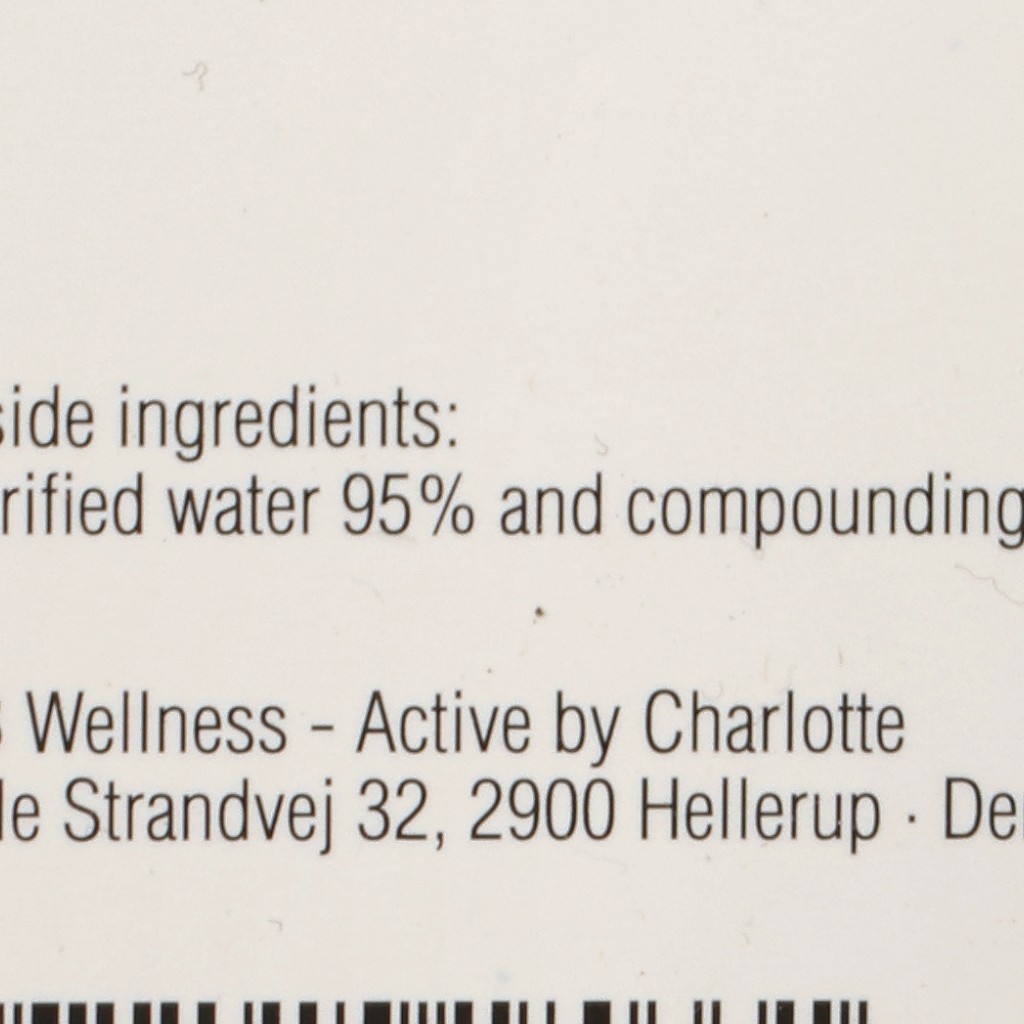 side ingredients:
rified water 95% and compounding
Wellness – Active by Charlotte
le Strandvej 32, 2900 Hellerup · De